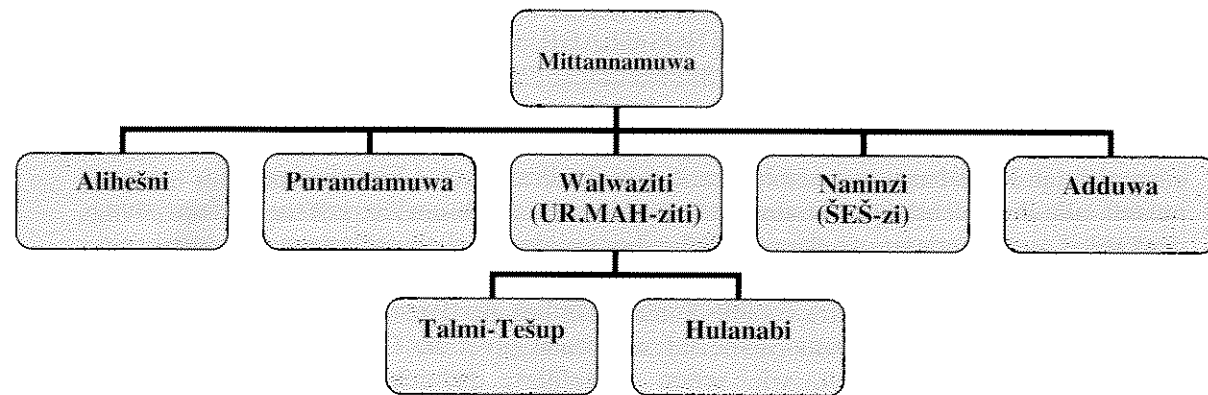 Mittannamuwa
Alihešni
Purandamuwa
Walwaziti
(UR.MAH-ziti)
Naninzi
(ŠEŠ-zi)
Adduwa
Talmi-Tešup
Hulanabi